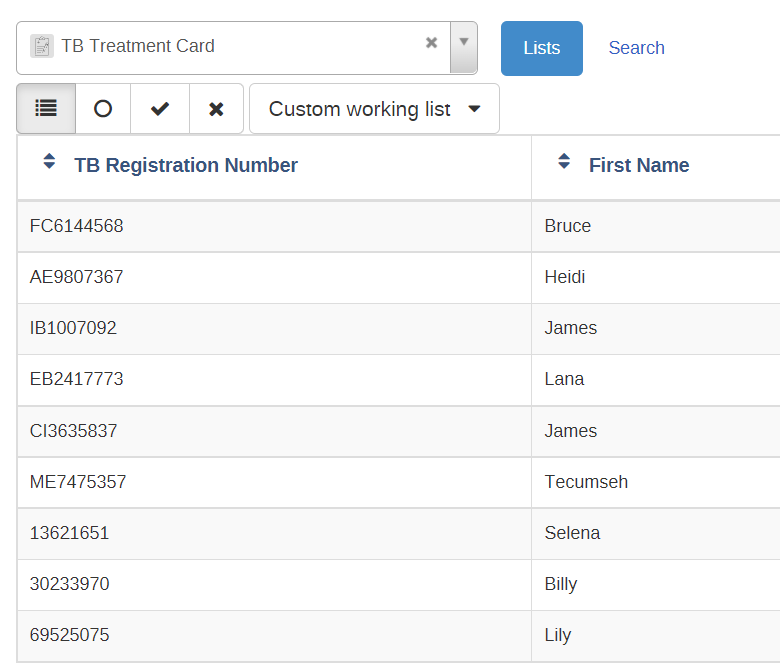 TB Treatment Card
Lists
Search
Custom working list
TB Registration Number First Name
FC6144568 Bruce
AE9807367 Heidi
IB1007092 James
EB2417773 Lana
CI3635837 James
ME7475357 Tecumseh
13621651 Selena
30233970 Billy
69525075 Lily